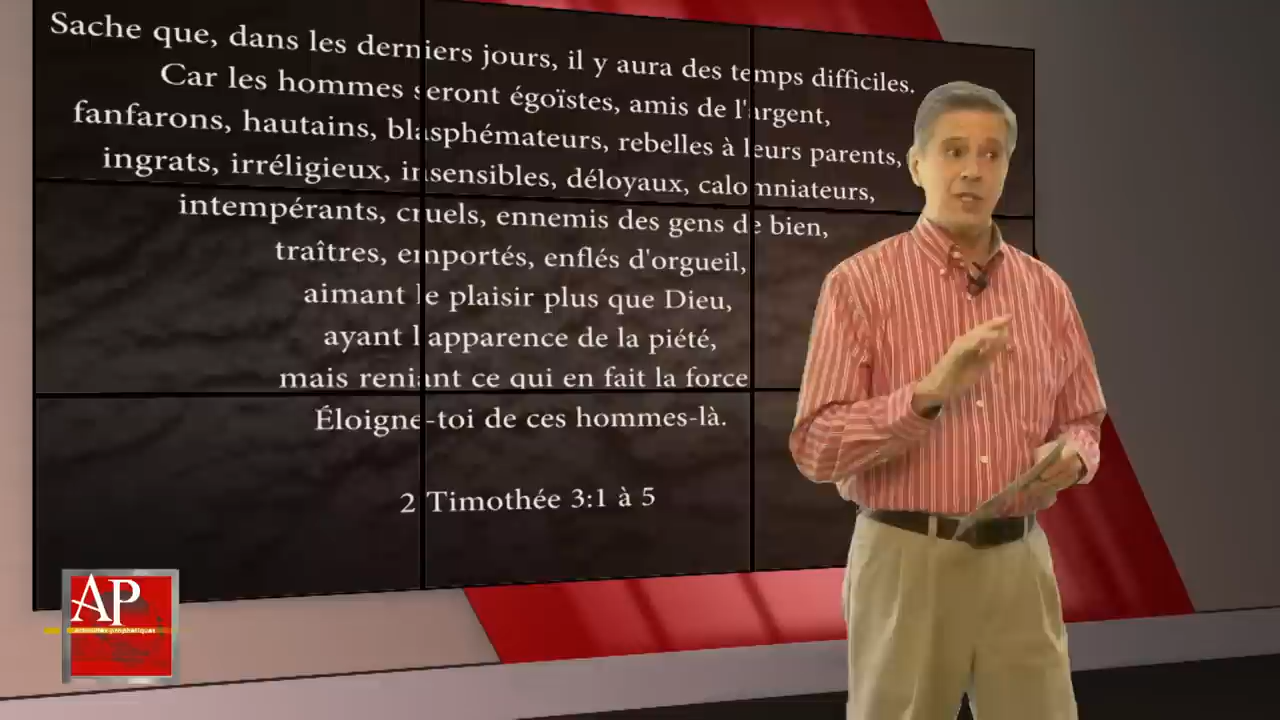 Sache que, dans les derniers jours, il y aura des temps difficiles.
Car les hommes seront égoïstes, amis de l'argent,
fanfarons, hautains, blasphémateurs, rebelles à leurs parents,
ingrats, irréligieux, insensibles, déloyaux, calomniateurs,
intempérants, cruels, ennemis des gens de bien,
traîtres, emportés, enflés d'orgueil,
aimant le plaisir plus que Dieu,
ayant l'apparence de la piété,
mais reniant ce qui en fait la force
Éloigne-toi de ces hommes-là.
2 Timothée 3:1 à 5
AP
Actualités prophétiques